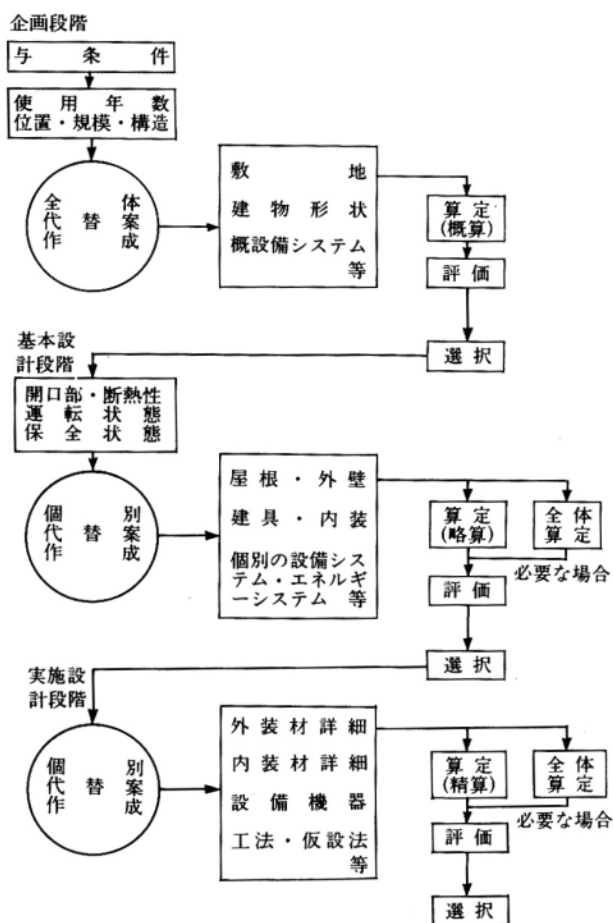 企画段階
与条件
使用年数
位置・規模・構造
全体
代替案
作成
敷地
建物形状
概設備システム
等
算定
(概算)
評価
選択
基本設
計段階
開口部・断熱性
運転状態
保全状態
個別
代替案
作成
屋根・外壁
建具・内装
個別の設備シス
テム・エネルギ
ーシステム等
算定
(略算)
全体
算定
必要な場合
評価
選択
実施設
計段階
個別
代替案
作成
外装材詳細
内装材詳細
設備機器
工法・仮設法
等
算定
(精算)
全体
算定
必要な場合
評価
選択